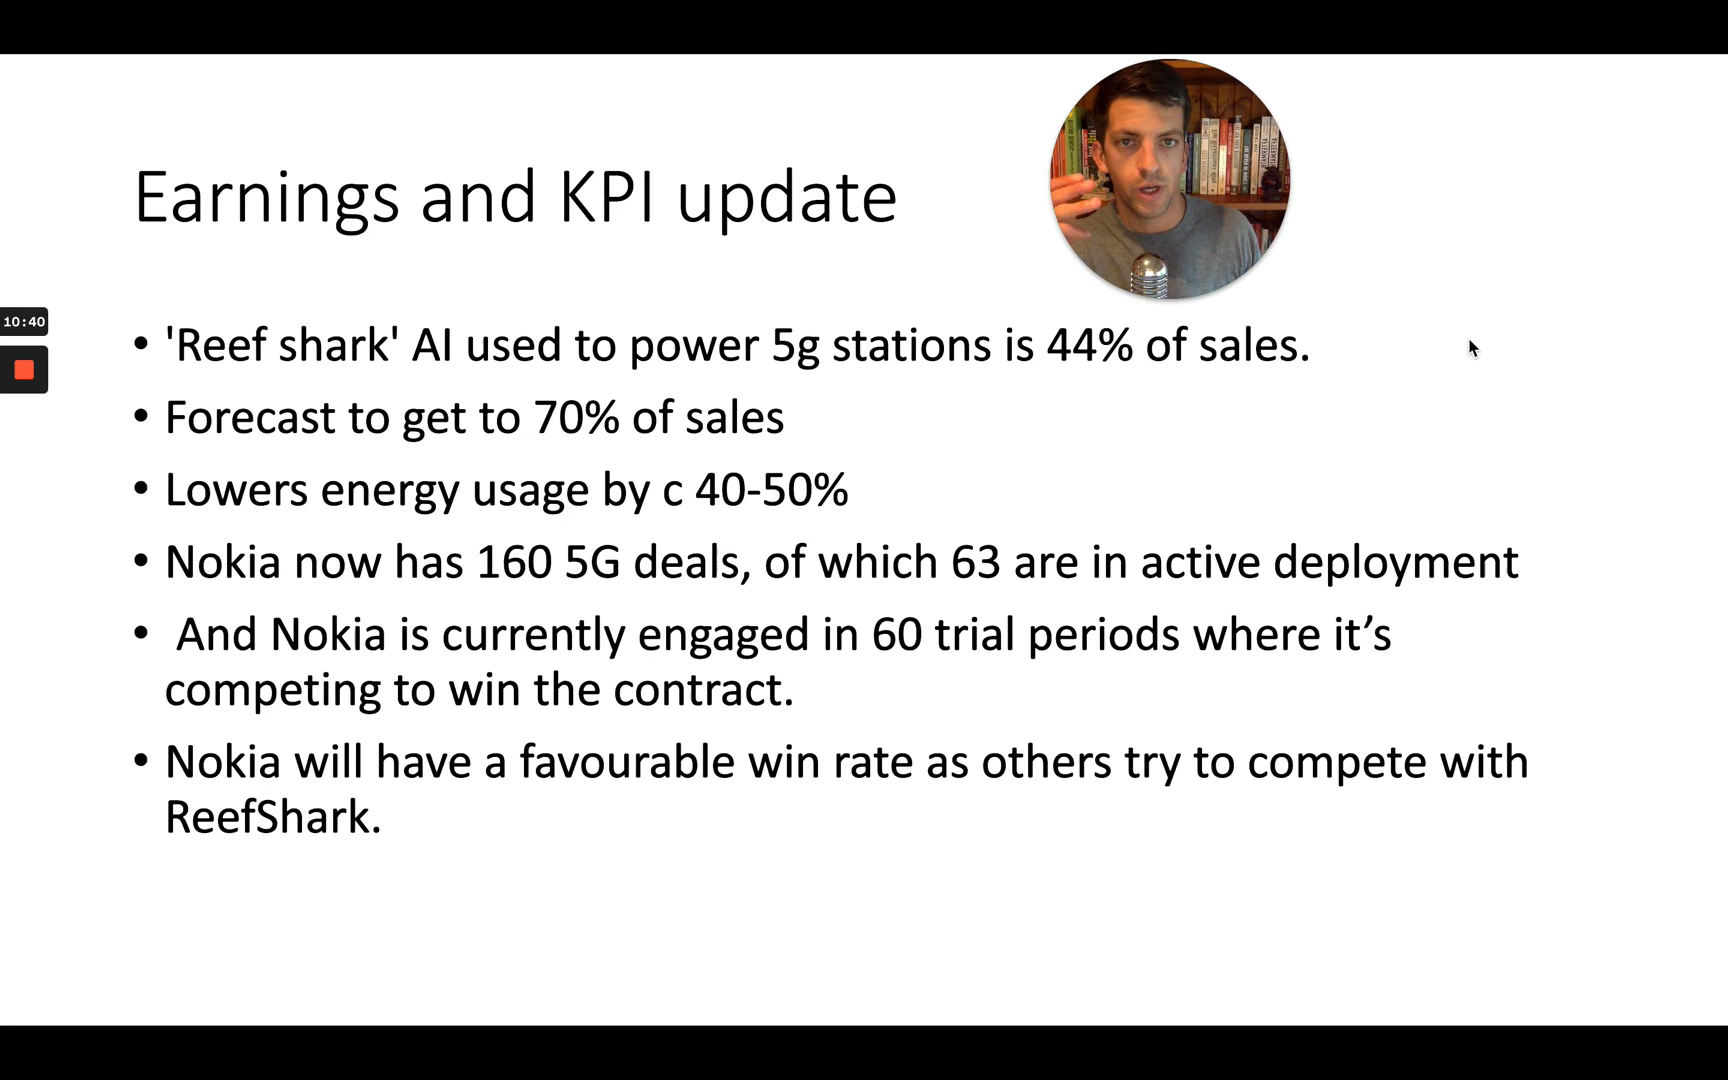 Earnings and KPI update
10:40
• 'Reef shark' AI used to power 5g stations is 44% of sales.
• Forecast to get to 70% of sales
• Lowers energy usage by c 40-50%
• Nokia now has 160 5G deals, of which 63 are in active deployment
• And Nokia is currently engaged in 60 trial periods where it’s
competing to win the contract.
• Nokia will have a favourable win rate as others try to compete with
ReefShark.